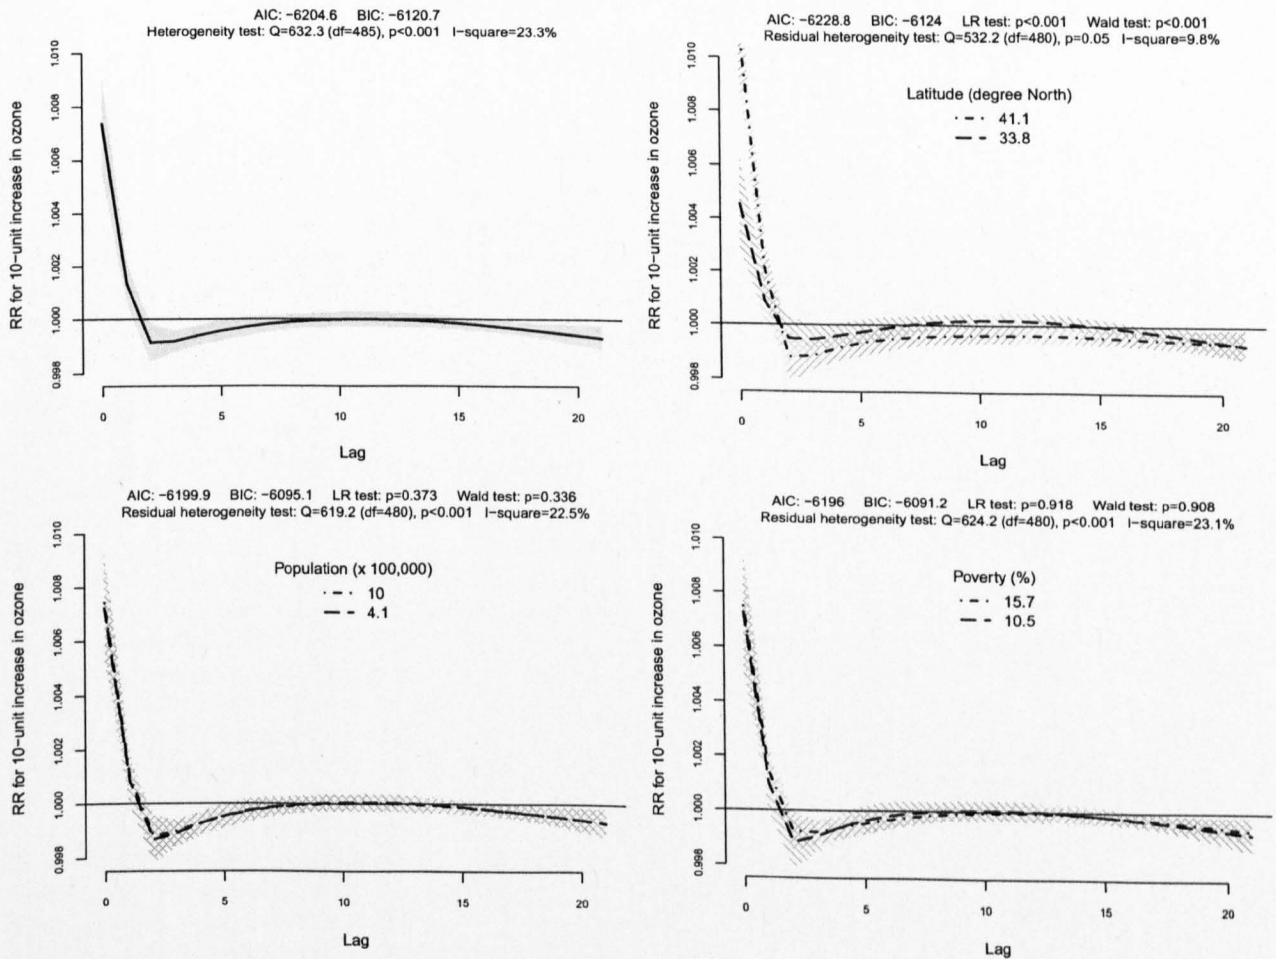 AIC: −6204.6 BIC: −6120.7
Heterogeneity test: Q=632.3 (df=485), p<0.001 I−square=23.3%
RR for 10−unit increase in ozone
1.010
1.008
1.006
1.004
1.002
1.000
0.998
0 5 10 15 20
Lag
AIC: −6228.8 BIC: −6124 LR test: p<0.001 Wald test: p<0.001
Residual heterogeneity test: Q=532.2 (df=480), p=0.05 I−square=9.8%
Latitude (degree North)
41.1
33.8
RR for 10−unit increase in ozone
1.010
1.008
1.006
1.004
1.002
1.000
0.998
0 5 10 15 20
Lag
AIC: −6199.9 BIC: −6095.1 LR test: p=0.373 Wald test: p=0.336
Residual heterogeneity test: Q=619.2 (df=480), p<0.001 I−square=22.5%
Population (x 100,000)
10
4.1
RR for 10−unit increase in ozone
1.010
1.008
1.006
1.004
1.002
1.000
0.998
0 5 10 15 20
Lag
AIC: −6196 BIC: −6091.2 LR test: p=0.918 Wald test: p=0.908
Residual heterogeneity test: Q=624.2 (df=480), p<0.001 I−square=23.1%
Poverty (%)
15.7
10.5
RR for 10−unit increase in ozone
1.010
1.008
1.006
1.004
1.002
1.000
0.998
0 5 10 15 20
Lag